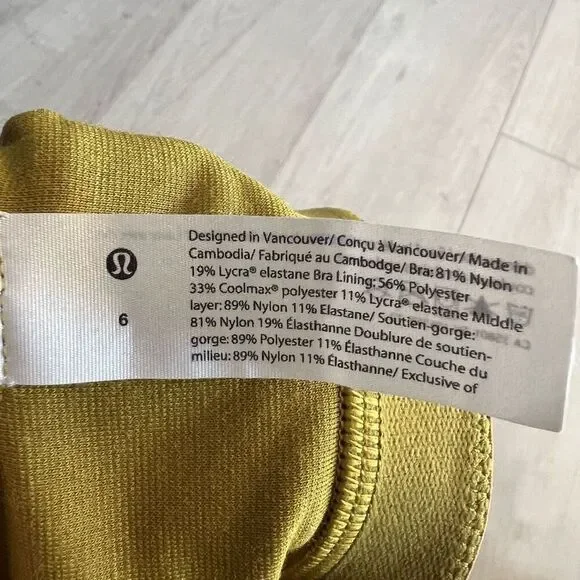 Designed in Vancouver/ Conçu à Vancouver/ Made in
Cambodia/ Fabriqué au Cambodge/ Bra: 81% Nylon
19% Lycra® elastane Bra Lining: 56% Polyester
33% Coolmax® polyester 11% Lycra® elastane Middle
layer: 89% Nylon 11% Elastane/ Soutien-gorge:
81% Nylon 19% Élasthanne Doublure de soutien-
gorge: 89% Polyester 11% Élasthanne Couche du
milieu: 89% Nylon 11% Élasthanne/ Exclusive of
6